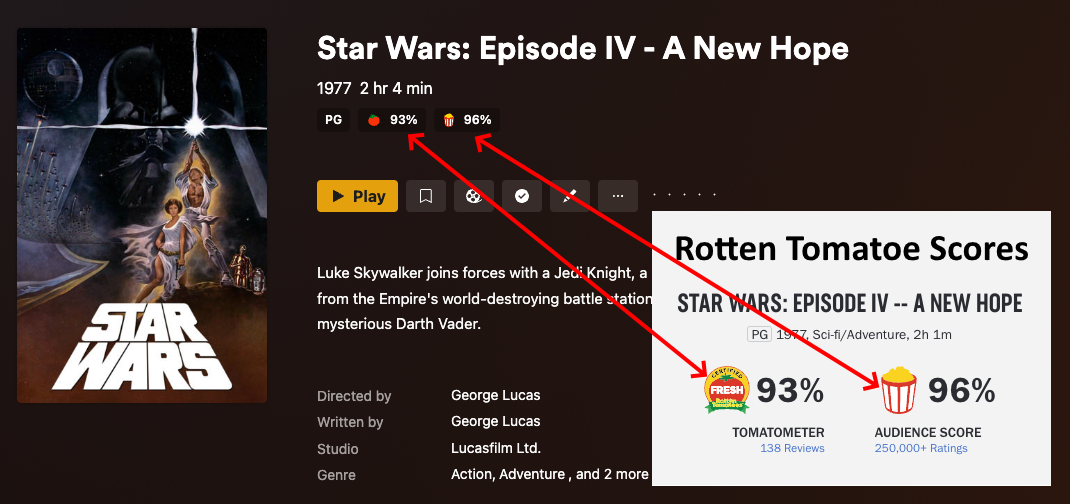 Star Wars: Episode IV - A New Hope
1977 2 hr 4 min
PG 93% 96%
Play
Luke Skywalker joins forces with a Jedi Knight, a
from the Empire's world-destroying battle station
mysterious Darth Vader.
Directed by George Lucas
Written by George Lucas
Studio Lucasfilm Ltd.
Genre Action, Adventure , and 2 more
STAR
WARS
Rotten Tomatoe Scores
STAR WARS: EPISODE IV -- A NEW HOPE
PG 1977, Sci-fi/Adventure, 2h 1m
CERTIFIED
FRESH
Rotten
Tomatoes
93% 96%
TOMATOMETER AUDIENCE SCORE
138 Reviews 250,000+ Ratings